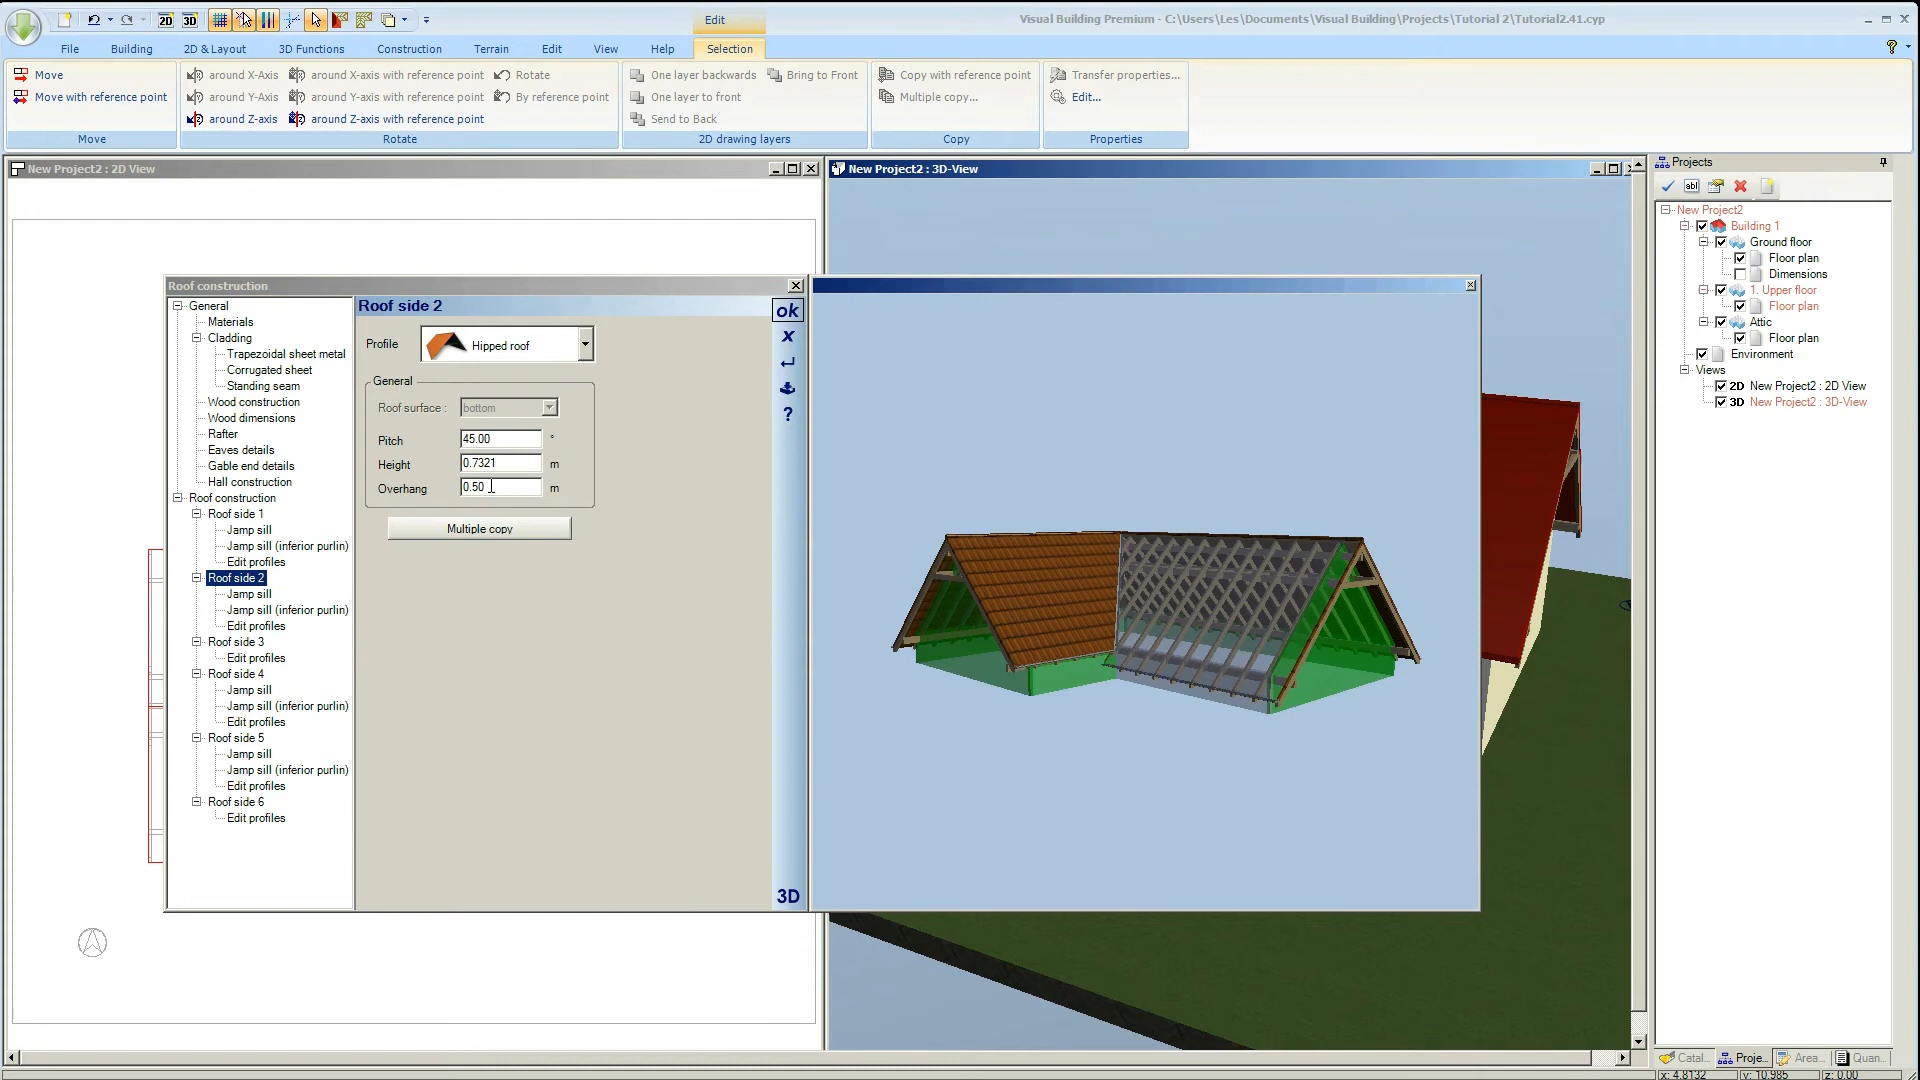 Edit
Visual Building Premium - C:\Users\Les\Documents\Visual Building\Projects\Tutorial 2\Tutorial2.41.cyp
2D 3D
File Building 2D & Layout 3D Functions Construction Terrain Edit View Help Selection
Move around X-Axis around X-axis with reference point Rotate One layer backwards Bring to Front Copy with reference point Transfer properties...
Move with reference point around Y-Axis around Y-axis with reference point By reference point One layer to front Multiple copy... Edit...
around Z-axis around Z-axis with reference point Send to Back
Move Rotate 2D drawing layers Copy Properties
New Project2 : 2D View
New Project2 : 3D-View
Projects
abl
New Project2
Building 1
Ground floor
Floor plan
Dimensions
1. Upper floor
Floor plan
Attic
Floor plan
Environment
Views
2D New Project2 : 2D View
3D New Project2 : 3D-View
Roof construction
General
Materials
Cladding
Trapezoidal sheet metal
Corrugated sheet
Standing seam
Wood construction
Wood dimensions
Rafter
Eaves details
Gable end details
Hall construction
Roof construction
Roof side 1
Jamp sill
Jamp sill (inferior purlin)
Edit profiles
Roof side 2
Jamp sill
Jamp sill (inferior purlin)
Edit profiles
Roof side 3
Edit profiles
Roof side 4
Jamp sill
Jamp sill (inferior purlin)
Edit profiles
Roof side 5
Jamp sill
Jamp sill (inferior purlin)
Edit profiles
Roof side 6
Edit profiles
Roof side 2
ok
x
?
Profile Hipped roof
General
Roof surface : bottom
Pitch 45.00 °
Height 0.7321 m
Overhang 0.50 m
Multiple copy
3D
Catal... Proje... Area... Quan...
x: 4.8132 y: 10.985 z: 0.00